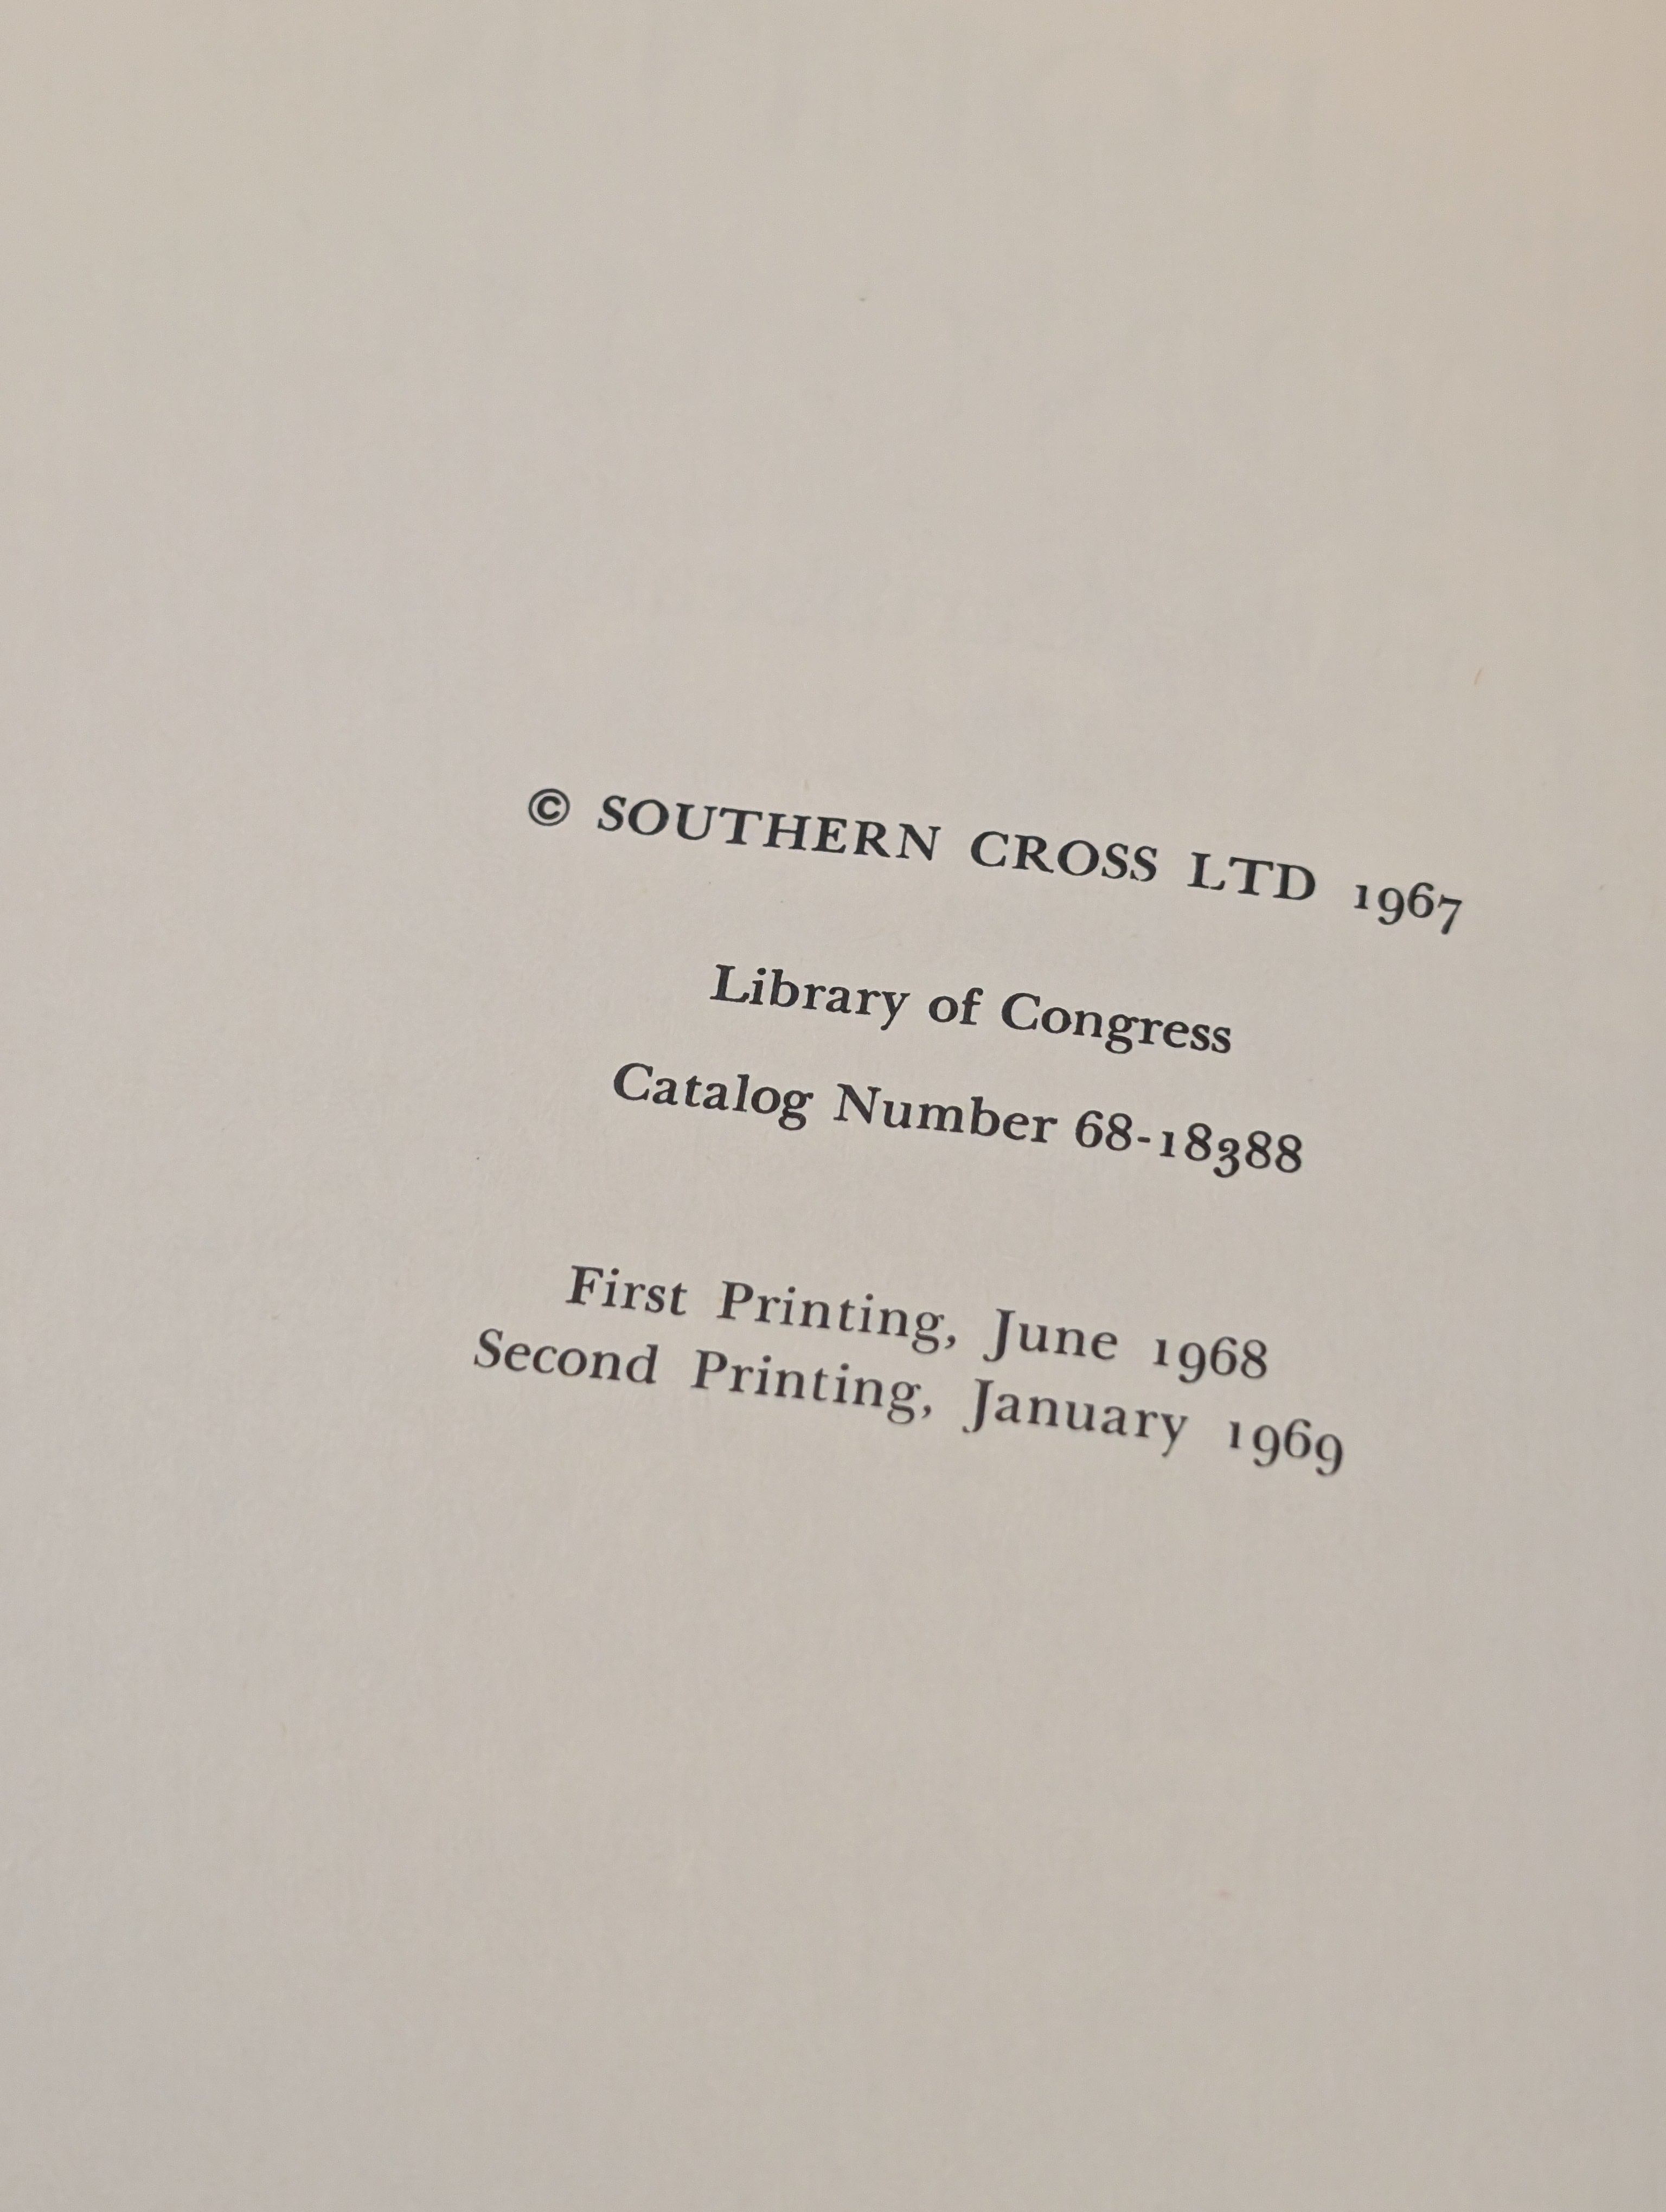 © SOUTHERN CROSS LTD 1967
Library of Congress
Catalog Number 68-18388
First Printing, June 1968
Second Printing, January 1969